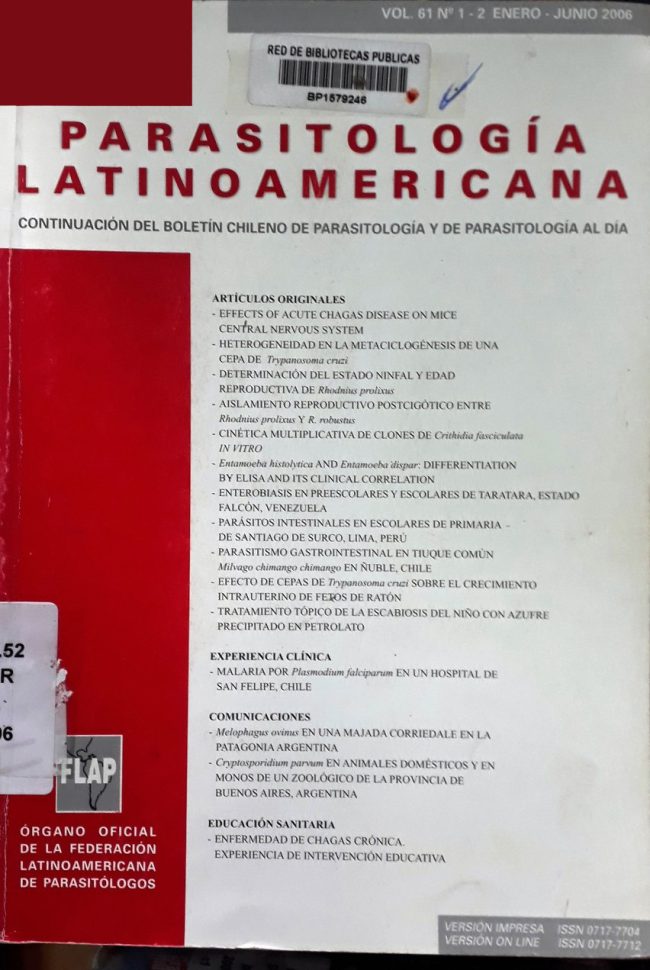 VOL. 61 Nº 1 - 2 ENERO - JUNIO 2006
RED DE BIBLIOTECAS PUBLICAS
BP1579246
PARASITOLOGÍA
LATINOAMERICANA
CONTINUACIÓN DEL BOLETÍN CHILENO DE PARASITOLOGÍA Y DE PARASITOLOGÍA AL DÍA
ARTÍCULOS ORIGINALES
- EFFECTS OF ACUTE CHAGAS DISEASE ON MICE
CENTRAL NERVOUS SYSTEM
- HETEROGENEIDAD EN LA METACICLOGÉNESIS DE UNA
CEPA DE Trypanosoma cruzi
- DETERMINACIÓN DEL ESTADO NINFAL Y EDAD
REPRODUCTIVA DE Rhodnius prolixus
- AISLAMIENTO REPRODUCTIVO POSTCIGÓTICO ENTRE
Rhodnius prolixus Y R. robustus
- CINÉTICA MULTIPLICATIVA DE CLONES DE Crithidia fasciculata
IN VITRO
- Entamoeba histolytica AND Entamoeba dispar: DIFFERENTIATION
BY ELISA AND ITS CLINICAL CORRELATION
- ENTEROBIASIS EN PREESCOLARES Y ESCOLARES DE TARATARA, ESTADO
FALCÓN, VENEZUELA
- PARÁSITOS INTESTINALES EN ESCOLARES DE PRIMARIA –
DE SANTIAGO DE SURCO, LIMA, PERÚ
- PARASITISMO GASTROINTESTINAL EN TIUQUE COMÙN
Milvago chimango chimango EN ÑUBLE, CHILE
- EFECTO DE CEPAS DE Trypanosoma cruzi SOBRE EL CRECIMIENTO
INTRAUTERINO DE FETOS DE RATÓN
- TRATAMIENTO TÓPICO DE LA ESCABIOSIS DEL NIÑO CON AZUFRE
PRECIPITADO EN PETROLATO
EXPERIENCIA CLÍNICA
- MALARIA POR Plasmodium falciparum EN UN HOSPITAL DE
SAN FELIPE, CHILE
COMUNICACIONES
- Melophagus ovinus EN UNA MAJADA CORRIEDALE EN LA
PATAGONIA ARGENTINA
- Cryptosporidium parvum EN ANIMALES DOMÉSTICOS Y EN
MONOS DE UN ZOOLÓGICO DE LA PROVINCIA DE
BUENOS AIRES, ARGENTINA
EDUCACIÓN SANITARIA
- ENFERMEDAD DE CHAGAS CRÓNICA.
EXPERIENCIA DE INTERVENCIÓN EDUCATIVA
.52
R
06
FLAP
ÓRGANO OFICIAL
DE LA FEDERACIÓN
LATINOAMERICANA
DE PARASITÓLOGOS
VERSIÓN IMPRESA ISSN 0717-7704
VERSIÓN ON LINE ISSN 0717-7712